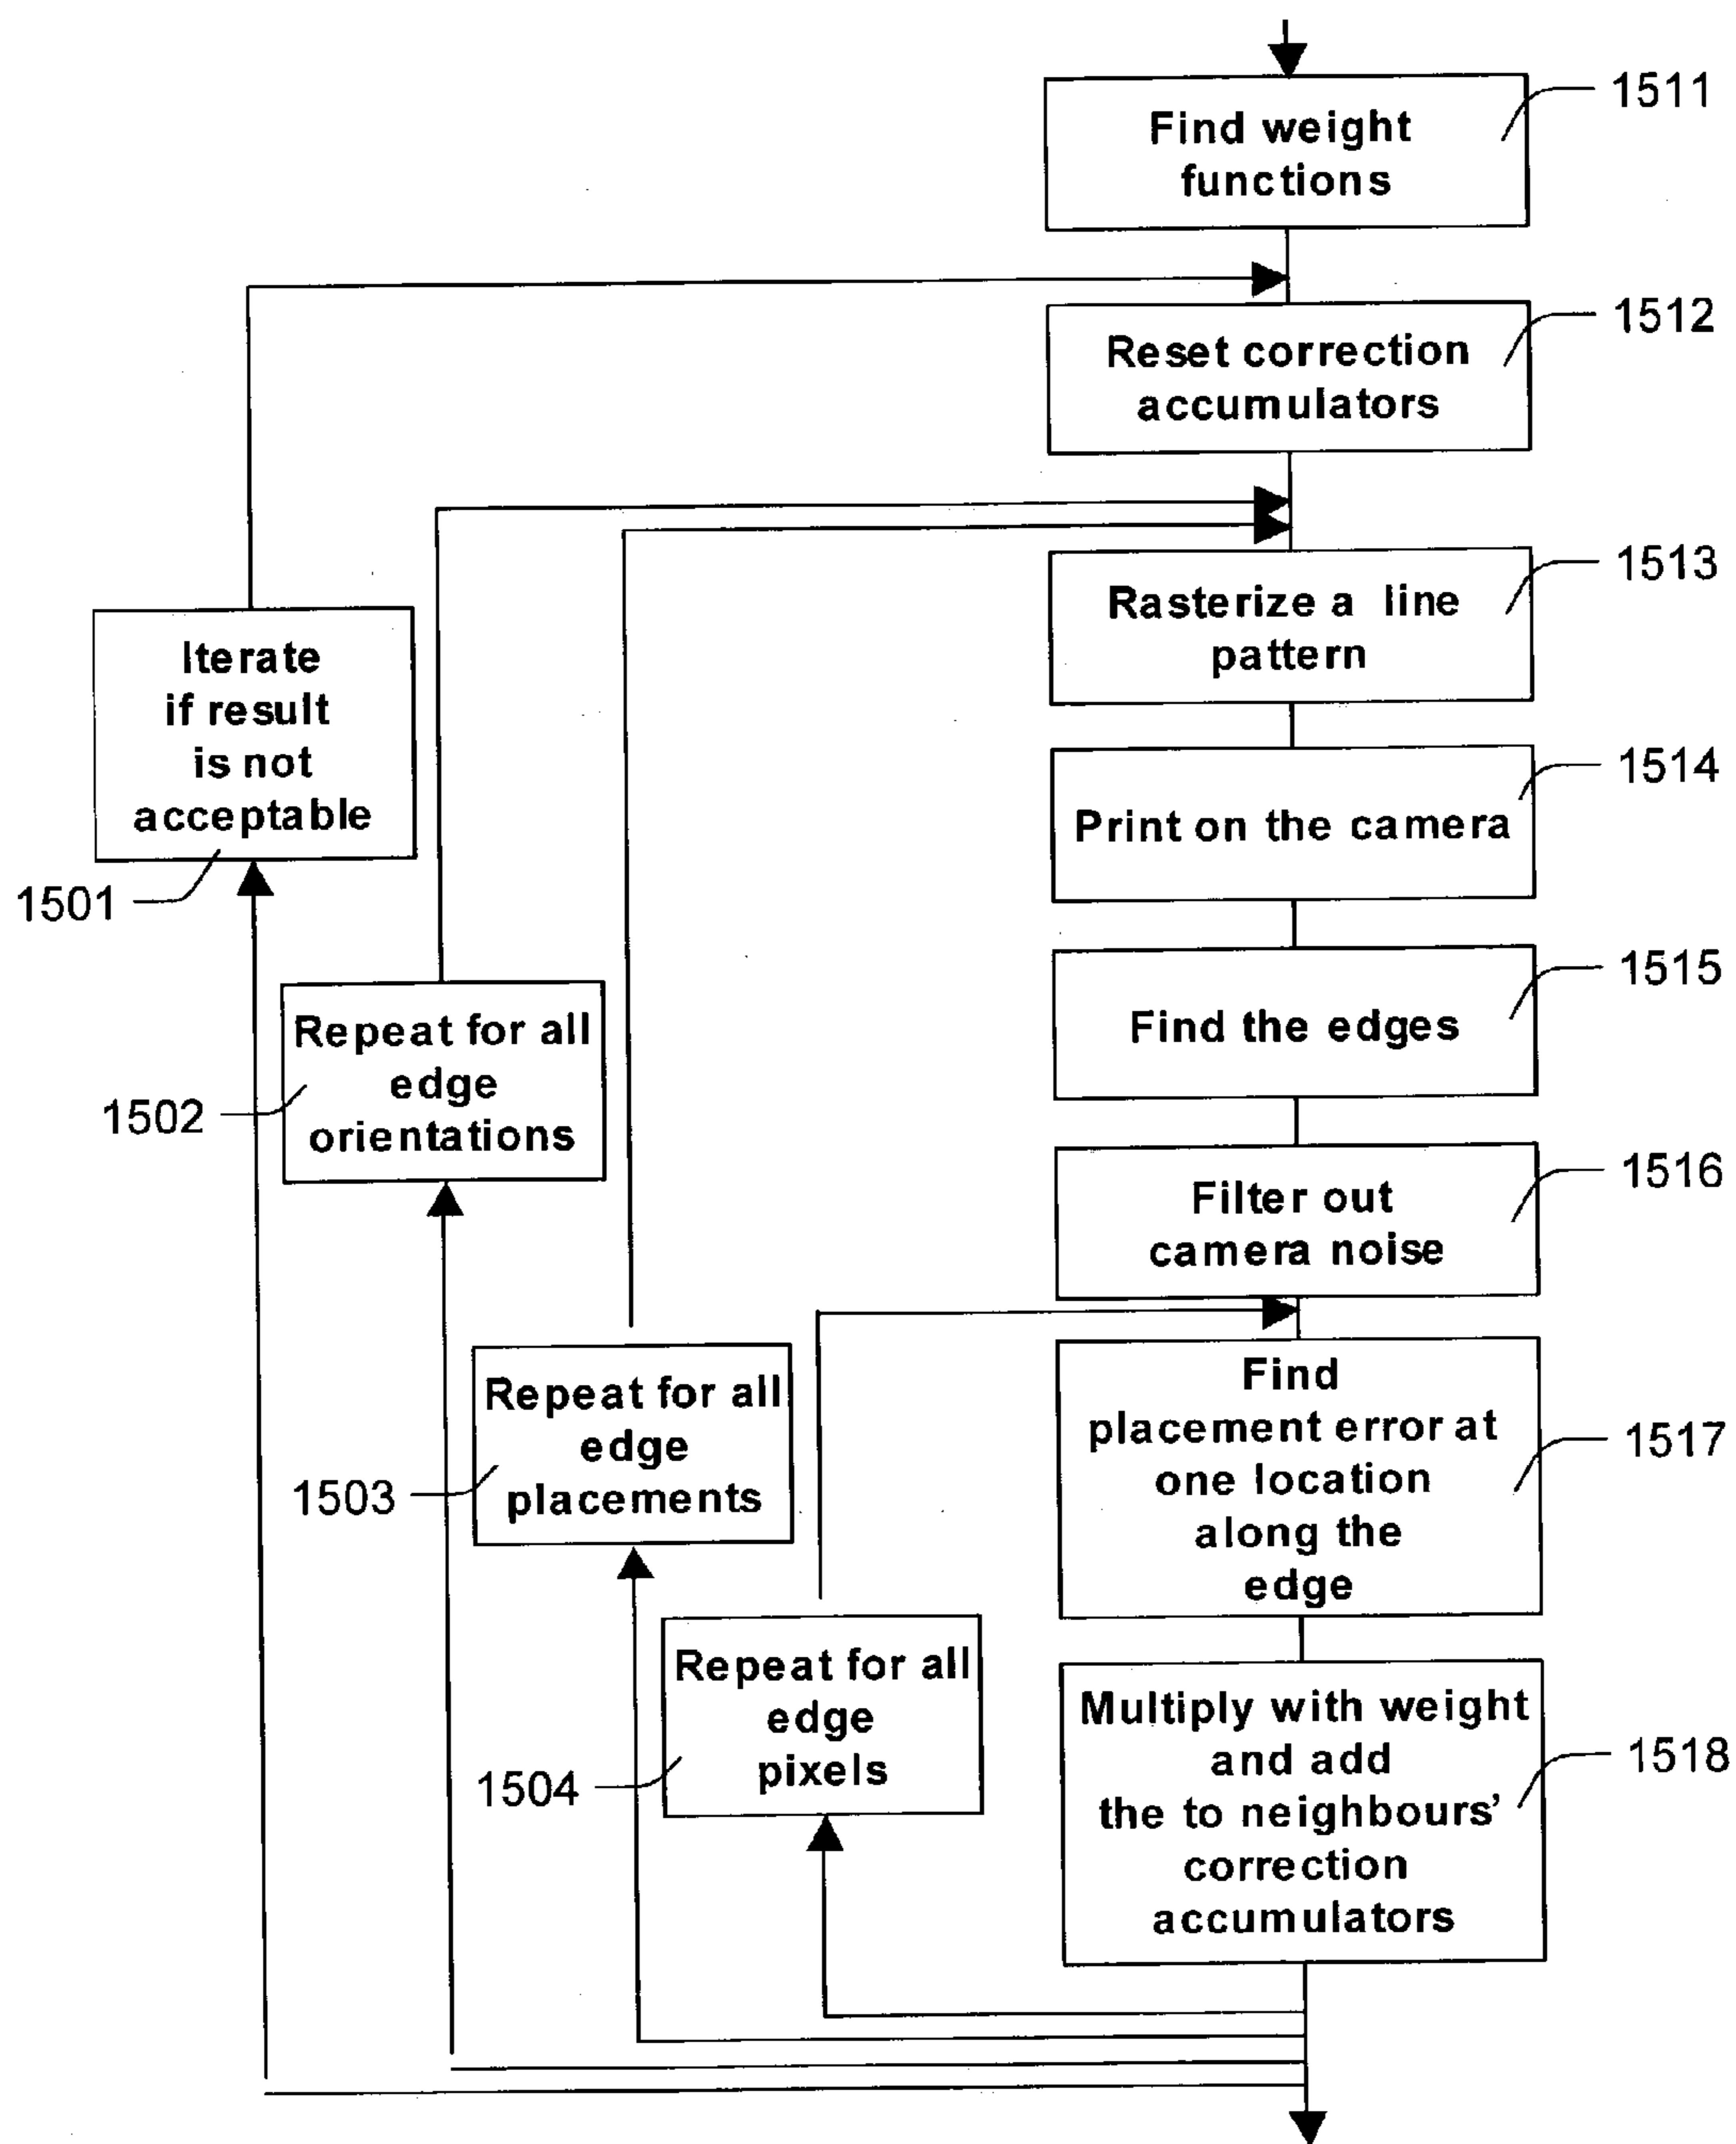 1511
Find weight
functions
1512
Reset correction
accumulators
1513
Rasterize a line
pattern
1514
Print on the camera
1515
Find the edges
1516
Filter out
camera noise
1517
Find
placement error at
one location
along the
edge
1518
Multiply with weight
and add
the to neighbours’
correction
accumulators
Iterate
if result
is not
acceptable
1501
Repeat for all
edge
orientations
1502
Repeat for all
edge
placements
1503
Repeat for all
edge
pixels
1504